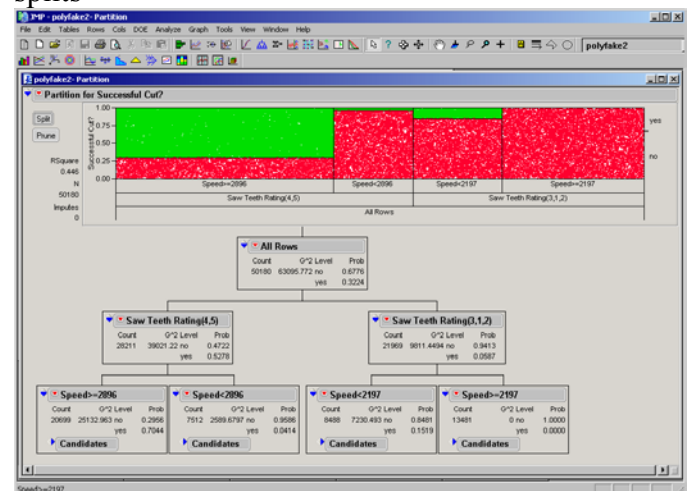 splits
JMP - polyfake2- Partition
File Edit Tables Rows Cols DOE Analyze Graph Tools View Window Help
polyfake2
polyfake2- Partition
Partition for Successful Cut?
Split
Prune
RSquare
0.446
N
50180
Imputes
0
Successful Cut?
1.00
0.75
0.50
0.25
0.00
yes
no
Speed>=2896 Speed<2896 Speed<2197 Speed>=2197
Saw Teeth Rating(4,5) Saw Teeth Rating(3,1,2)
All Rows
All Rows
Count G^2 Level Prob
50180 63095.772 no 0.6776
yes 0.3224
Saw Teeth Rating(4,5) Saw Teeth Rating(3,1,2)
Count G^2 Level Prob Count G^2 Level Prob
28211 39021.22 no 0.4722 21969 9811.4494 no 0.9413
yes 0.5278 yes 0.0587
Speed>=2896 Speed<2896 Speed<2197 Speed>=2197
Count G^2 Level Prob Count G^2 Level Prob Count G^2 Level Prob Count G^2 Level Prob
20699 25132.963 no 0.2956 7512 2589.6797 no 0.9586 8488 7230.493 no 0.8481 13481 0 no 1.0000
yes 0.7044 yes 0.0414 yes 0.1519 yes 0.0000
Candidates Candidates Candidates Candidates
Speed>=2197